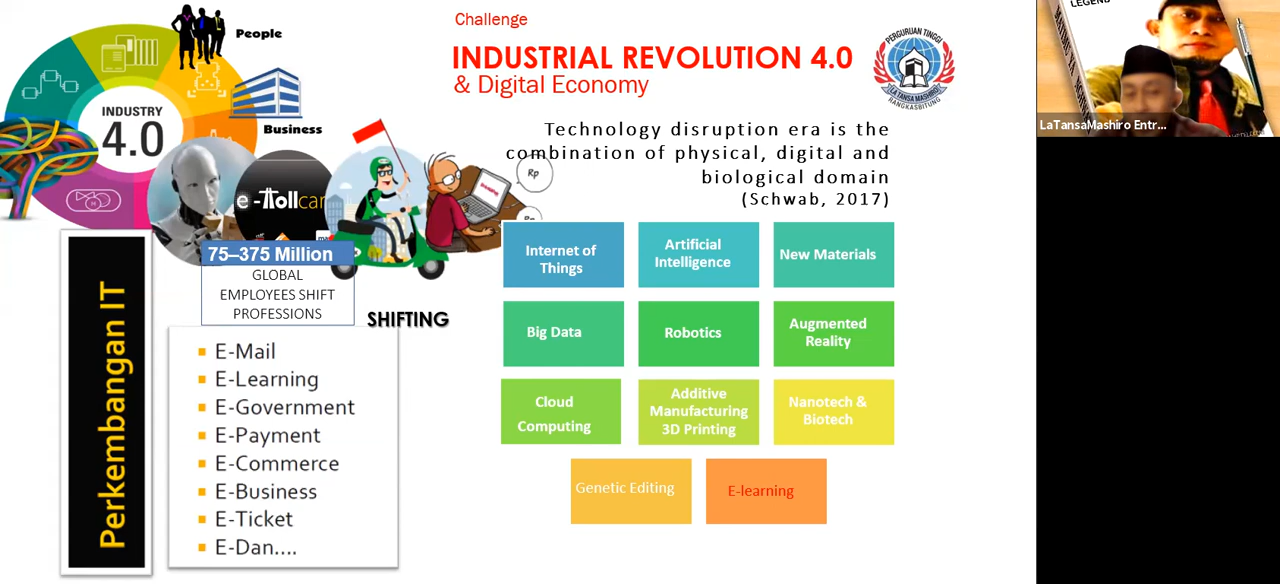 Challenge
INDUSTRIAL REVOLUTION 4.0
& Digital Economy
PERGURUAN TINGGI
LA TANSA MASHIRO
RANGKASBITUNG
People
INDUSTRY
4.0
Business
e-Tollcar
Rp
Technology disruption era is the
combination of physical, digital and
biological domain
(Schwab, 2017)
75–375 Million
GLOBAL
EMPLOYEES SHIFT
PROFESSIONS
SHIFTING
Perkembangan IT
E-Mail
E-Learning
E-Government
E-Payment
E-Commerce
E-Business
E-Ticket
E-Dan....
Internet of
Things
Artificial
Intelligence
New Materials
Big Data
Robotics
Augmented
Reality
Cloud
Computing
Additive
Manufacturing
3D Printing
Nanotech &
Biotech
Genetic Editing
E-learning
LEGEND
LaTansaMashiro Entr...